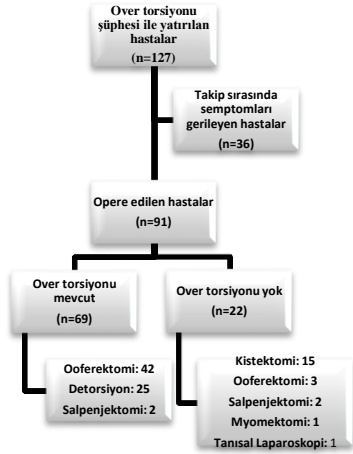 Over torsiyonu
şüphesi ile yatırılan
hastalar
(n=127)
Takip sırasında
semptomları
gerileyen hastalar
(n=36)
Opere edilen hastalar
(n=91)
Over torsiyonu
mevcut
(n=69)
Over torsiyonu yok
(n=22)
Ooferektomi: 42
Detorsiyon: 25
Salpenjektomi: 2
Kistektomi: 15
Ooferektomi: 3
Salpenjektomi: 2
Myomektomi: 1
Tanısal Laparoskopi: 1